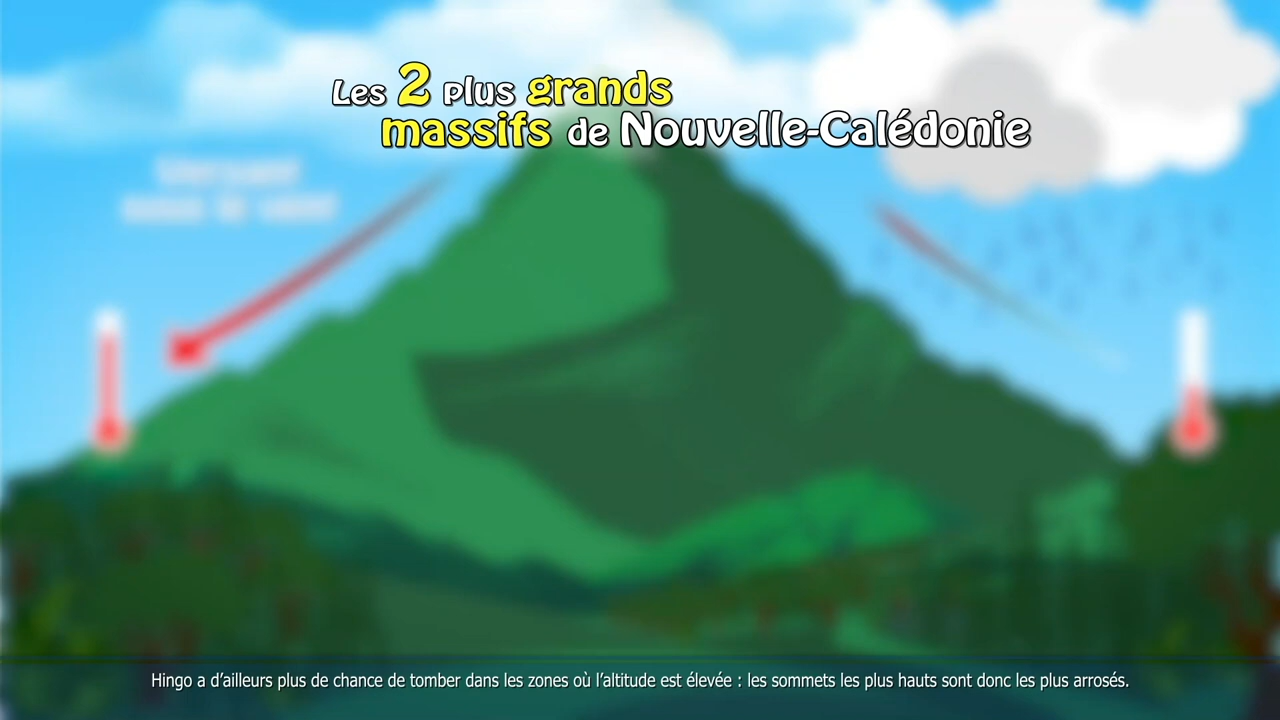 Les 2 plus grands
massifs de Nouvelle-Calédonie
Hingo a d'ailleurs plus de chance de tomber dans les zones où l'altitude est élevée : les sommets les plus hauts sont donc les plus arrosés.